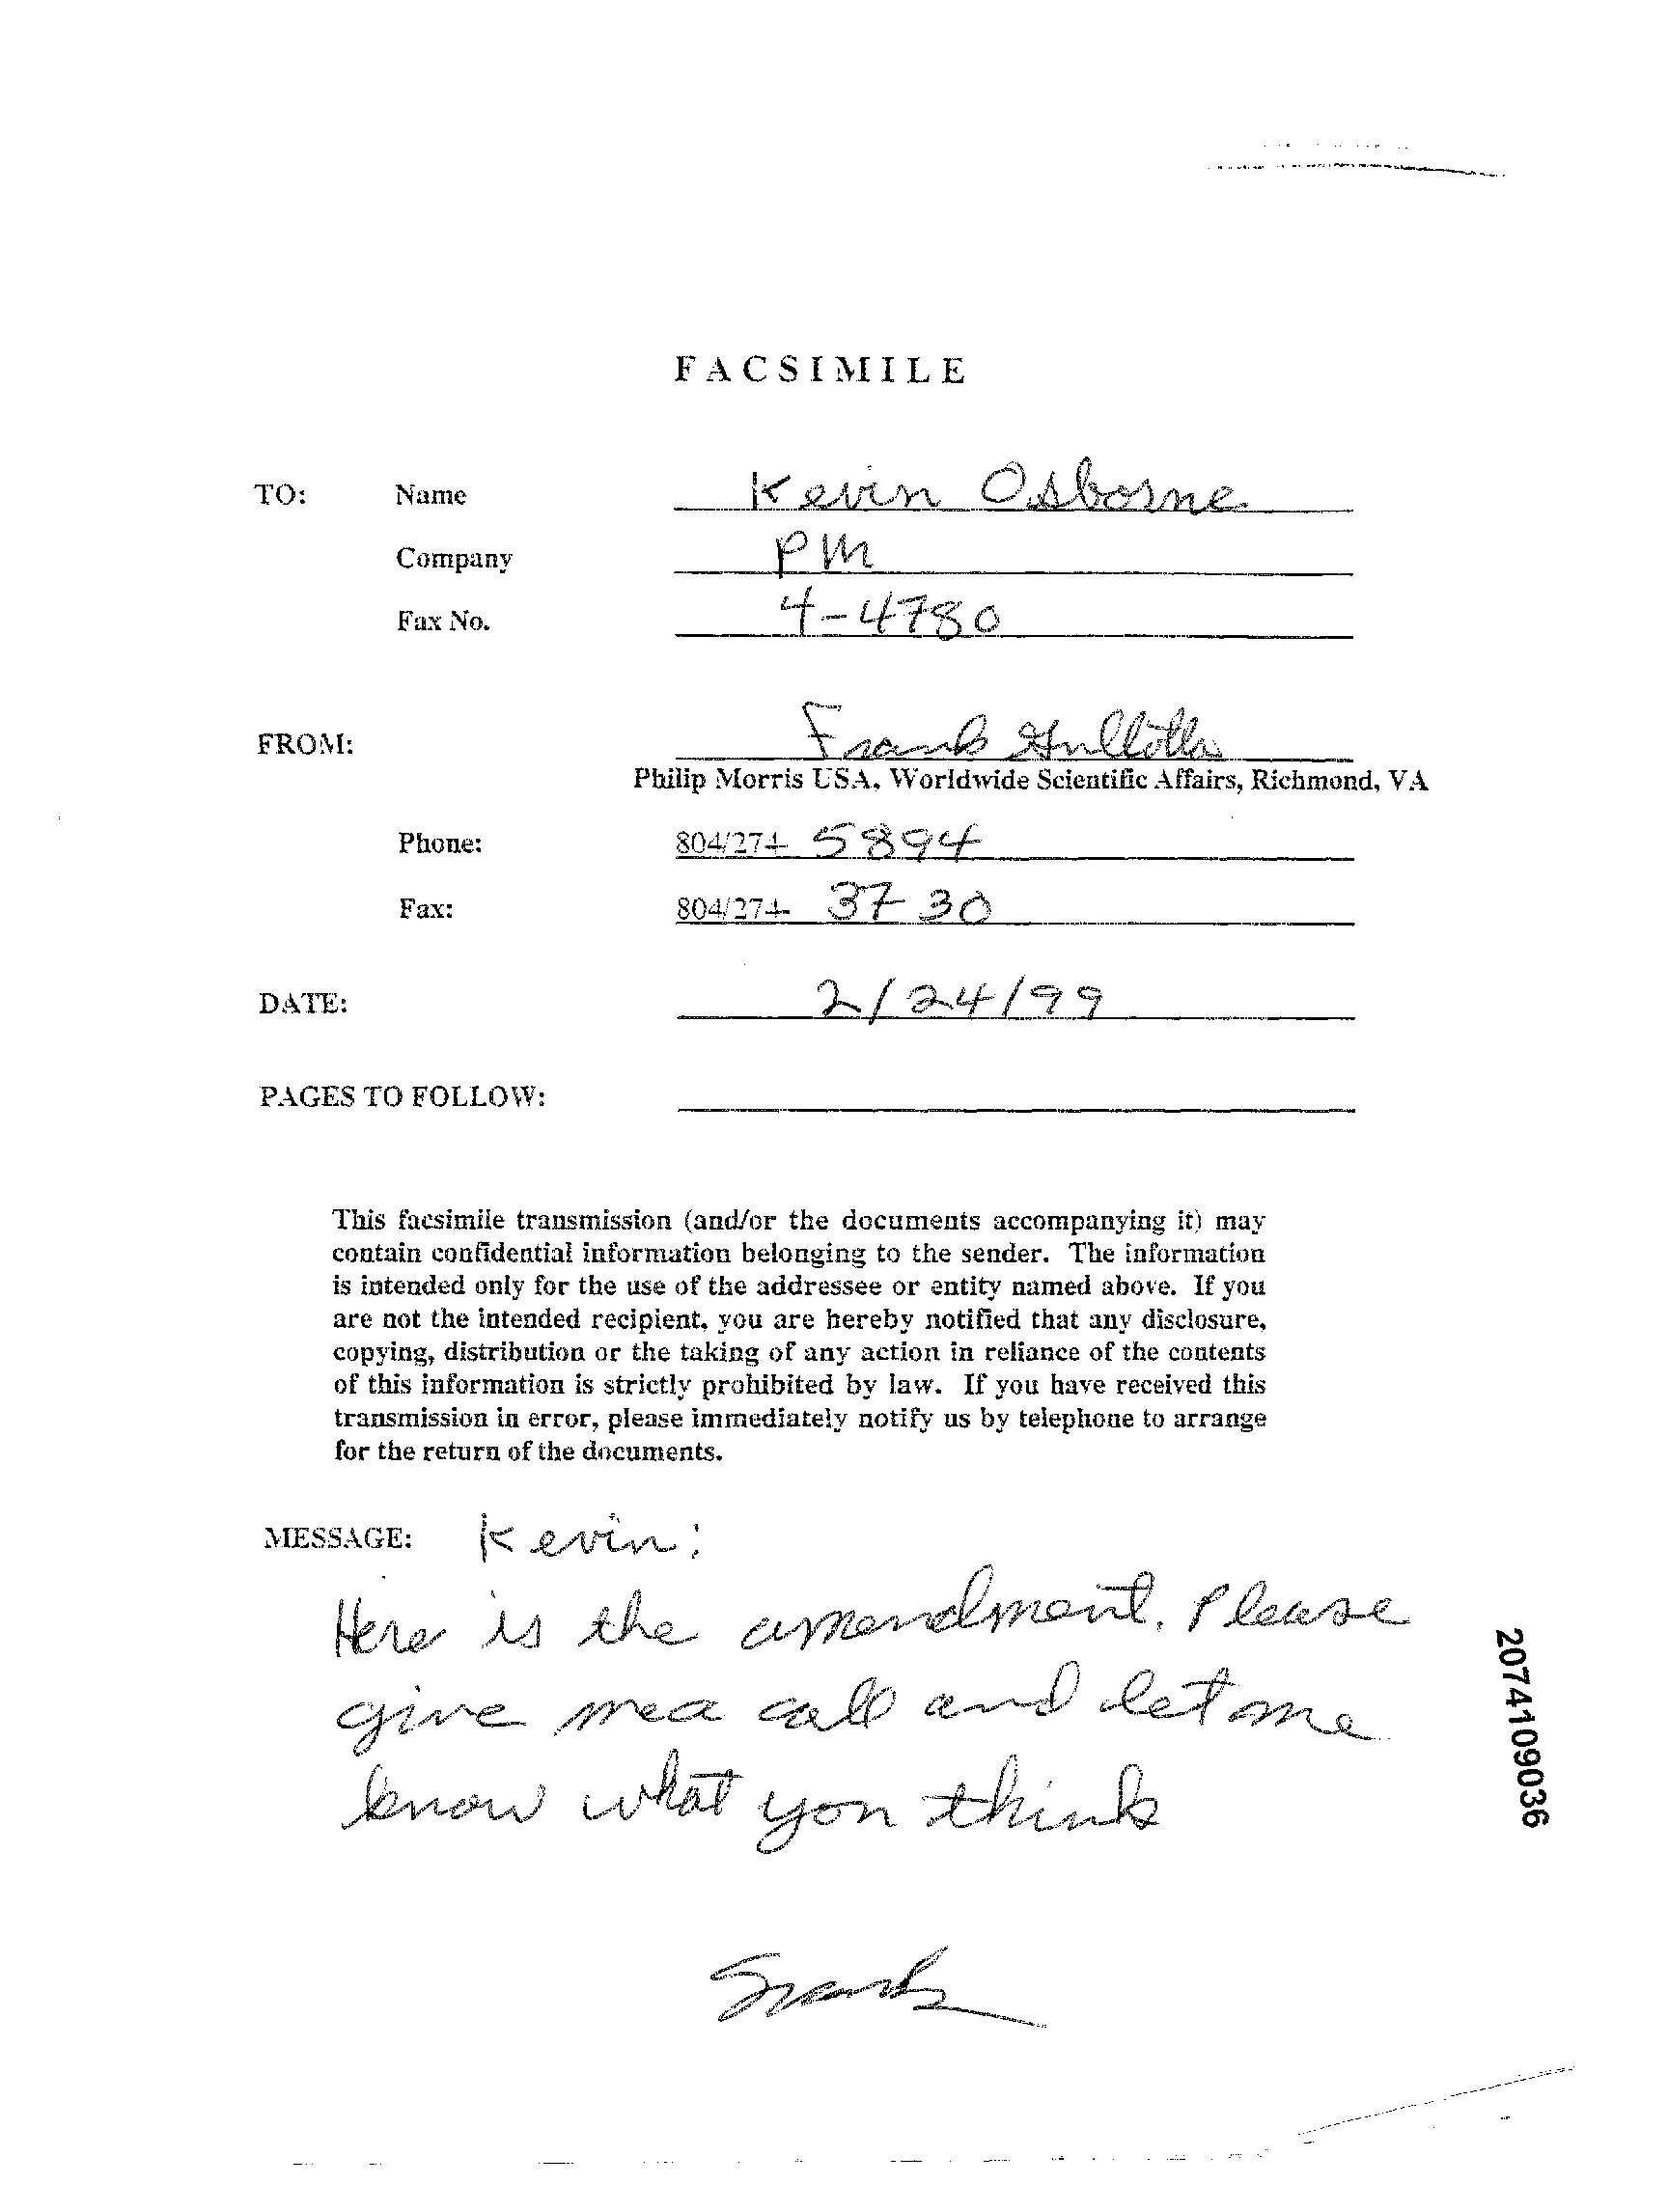 FACSIMILE
TO: Name Kevin Osborne
Company PM
Fax No. 4-4780
FROM: Frank Gullotta
Philip Morris USA, Worldwide Scientific Affairs, Richmond, VA
Phone: 804/274- 5894
Fax: 804/274- 3730
DATE: 2/24/99
PAGES TO FOLLOW:
This facsimile transmission (and/or the documents accompanying it) may
contain confidential information belonging to the sender. The information
is intended only for the use of the addressee or entity named above. If you
are not the intended recipient, you are hereby notified that any disclosure,
copying, distribution or the taking of any action in reliance of the contents
of this information is strictly prohibited by law. If you have received this
transmission in error, please immediately notify us by telephone to arrange
for the return of the documents.
MESSAGE: Kevin:
Here is the amendment. Please
give me a call and let me
know what you think
Frank
2074109036